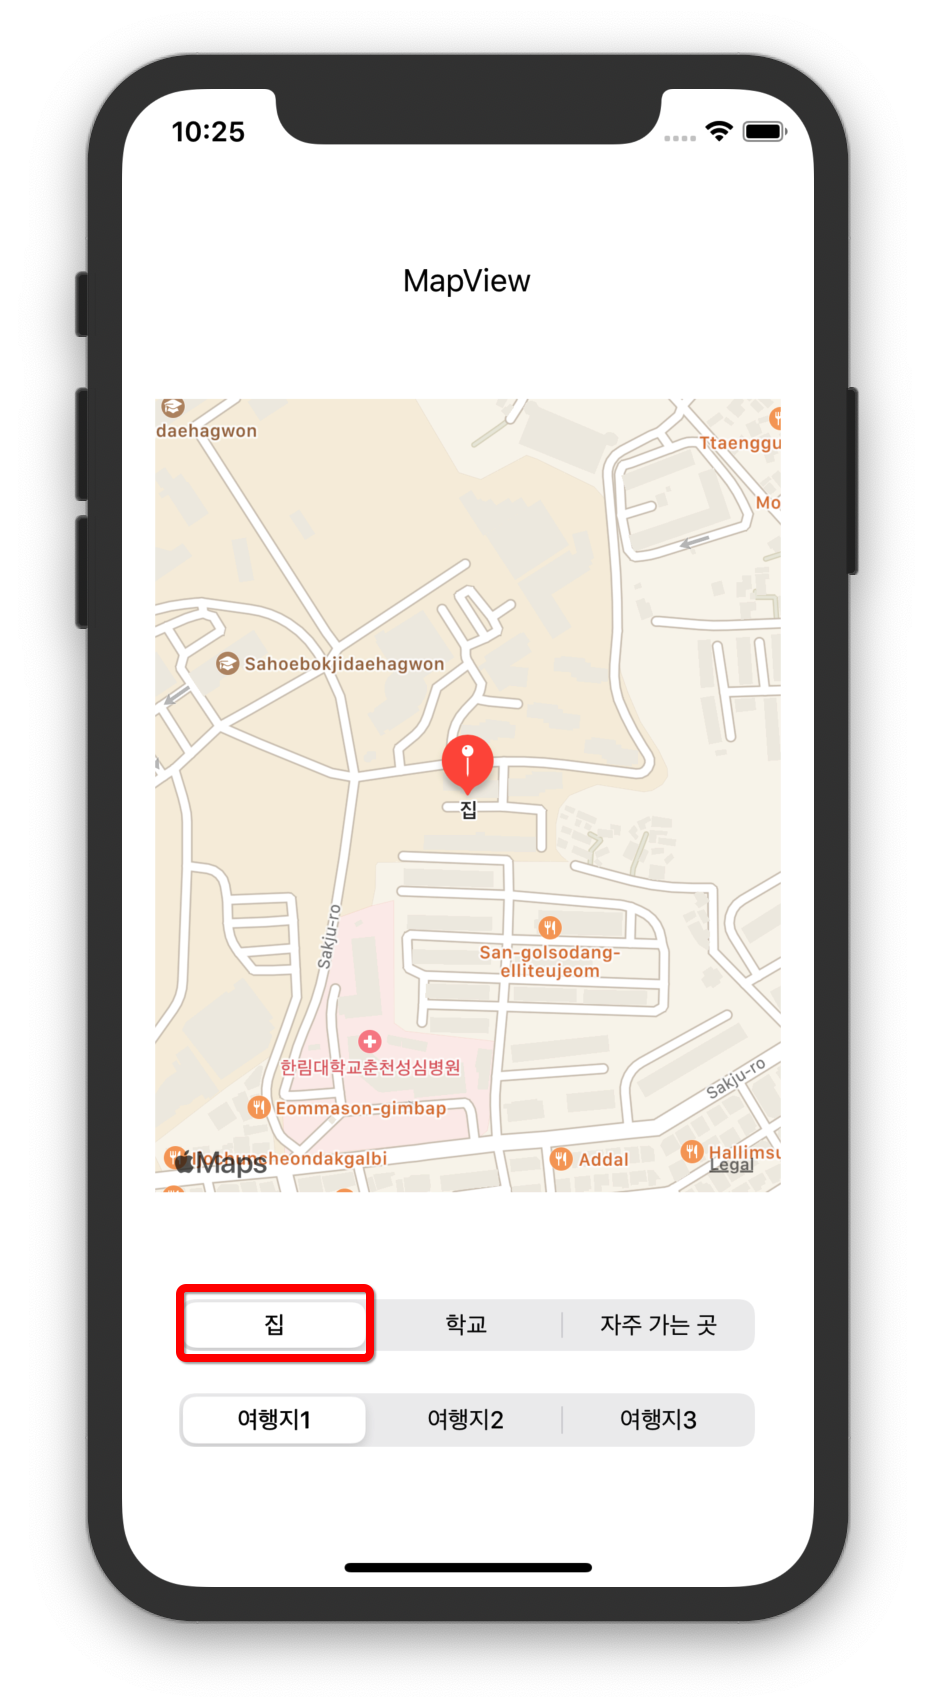 10:25
MapView
daehagwon
Ttaenggu
Mo
Sahoebokjidaehagwon
집
Sakju-ro
San-golsodang-
elliteujeom
한림대학교춘천성심병원
Sakju-ro
Eommason-gimbap
Maps
Addal
Hallimsu
Legal
집
학교
자주 가는 곳
여행지1
여행지2
여행지3